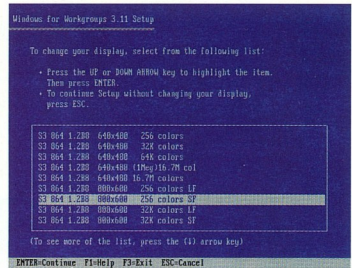 Windows for Workgroups 3.11 Setup
To change your display, select from the following list:
• Press the UP or DOWN ARROW key to highlight the item.
Then press ENTER.
• To continue Setup without changing your display,
press ESC.
S3 864 1.2B8 640x480 256 colors
S3 864 1.2B8 640x480 32K colors
S3 864 1.2B8 640x480 64K colors
S3 864 1.2B8 640x480 (1Meg)16.7M col
S3 864 1.2B8 640x480 16.7M colors
S3 864 1.2B8 800x600 256 colors LF
S3 864 1.2B8 800x600 256 colors SF
S3 864 1.2B8 800x600 32K colors LF
S3 864 1.2B8 800x600 32K colors SF
(To see more of the list, press the (↓) arrow key)
ENTER=Continue F1=Help F3=Exit ESC=Cancel